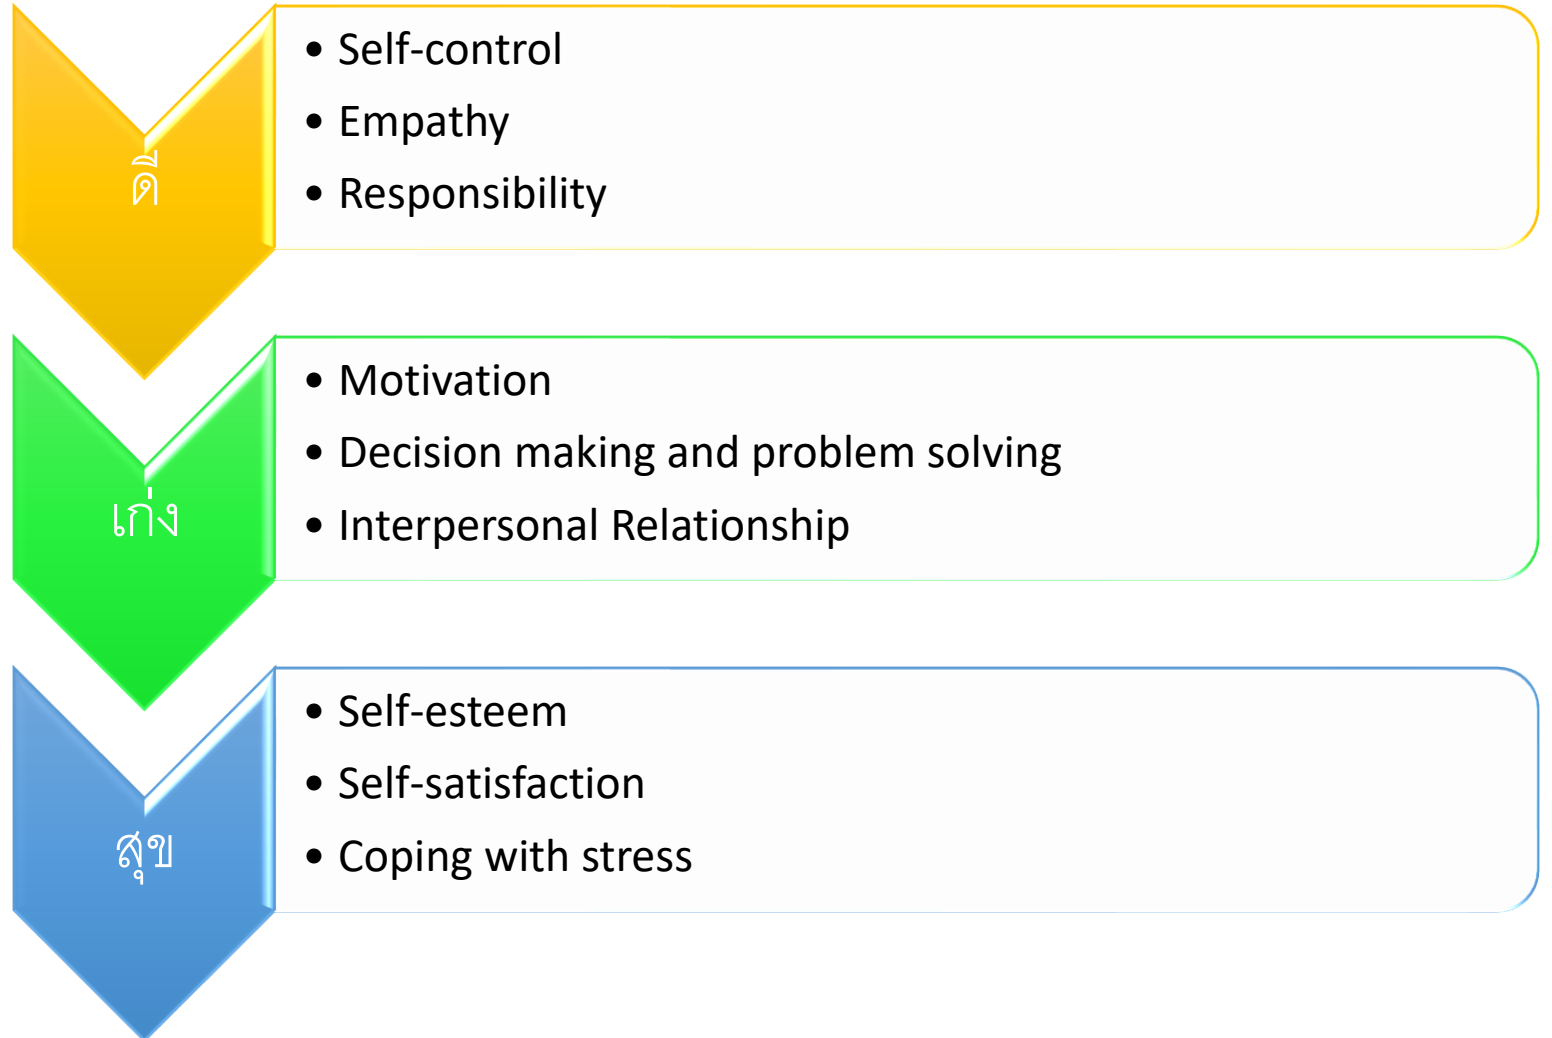 ดี
• Self-control
• Empathy
• Responsibility
เก่ง
• Motivation
• Decision making and problem solving
• Interpersonal Relationship
สุข
• Self-esteem
• Self-satisfaction
• Coping with stress